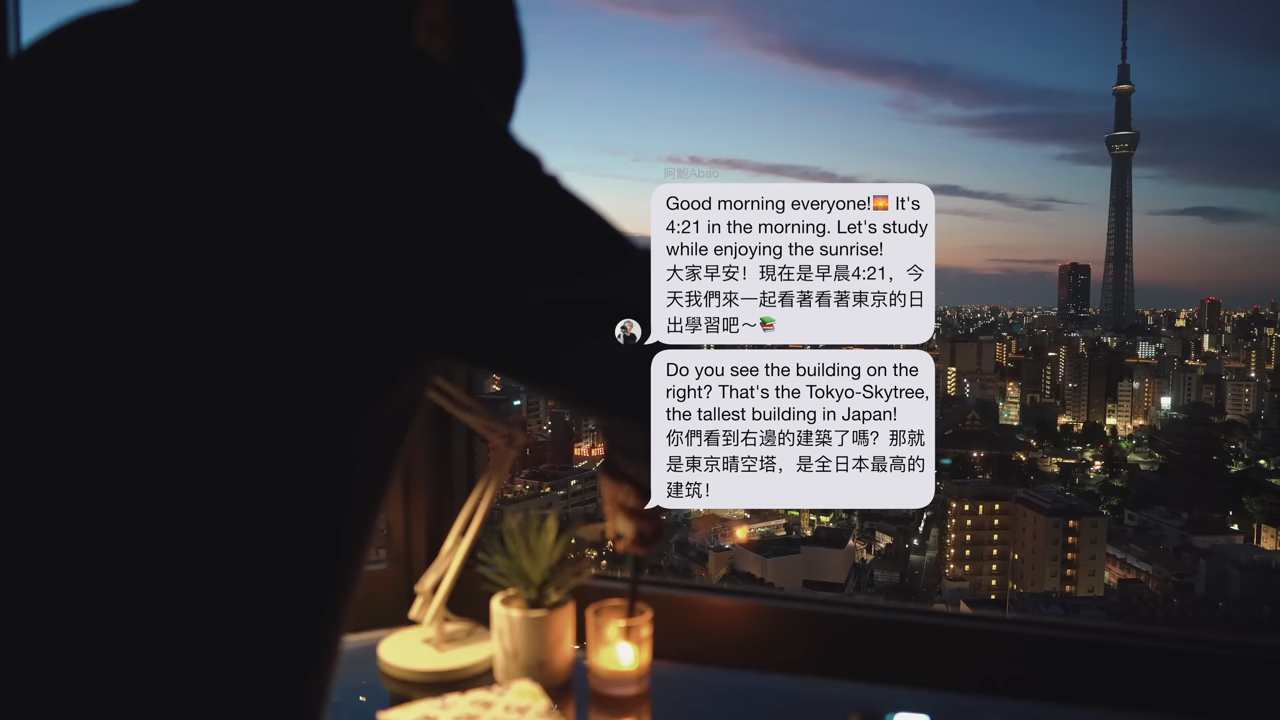 阿鮑Abao
Good morning everyone!🌅 It's
4:21 in the morning. Let's study
while enjoying the sunrise!
大家早安！現在是早晨4:21，今
天我們來一起看著看著東京的日
出學習吧～📚
Do you see the building on the
right? That's the Tokyo-Skytree,
the tallest building in Japan!
你們看到右邊的建築了嗎？那就
是東京晴空塔，是全日本最高的
建筑！
HOTEL HOTEL